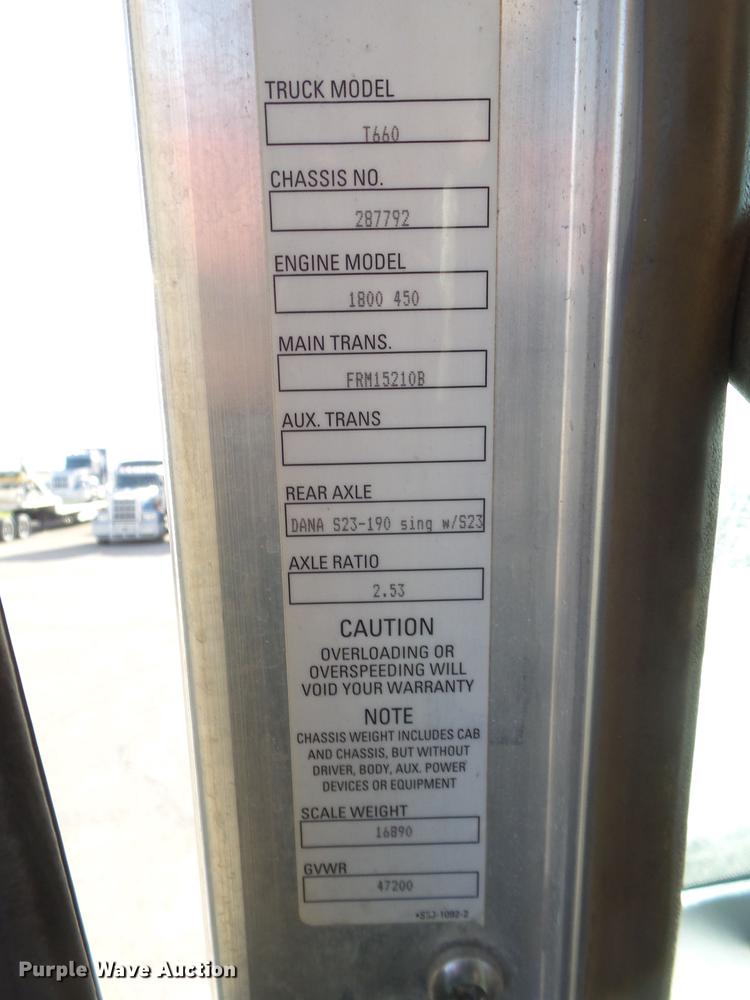 TRUCK MODEL
T660
CHASSIS NO.
287792
ENGINE MODEL
1800 450
MAIN TRANS.
FRM15210B
AUX. TRANS
REAR AXLE
DANA S23-190 sing w/S23
AXLE RATIO
2.53
CAUTION
OVERLOADING OR
OVERSPEEDING WILL
VOID YOUR WARRANTY
NOTE
CHASSIS WEIGHT INCLUDES CAB
AND CHASSIS, BUT WITHOUT
DRIVER, BODY, AUX. POWER
DEVICES OR EQUIPMENT
SCALE WEIGHT
16890
GVWR
47200
Purple Wave Auction